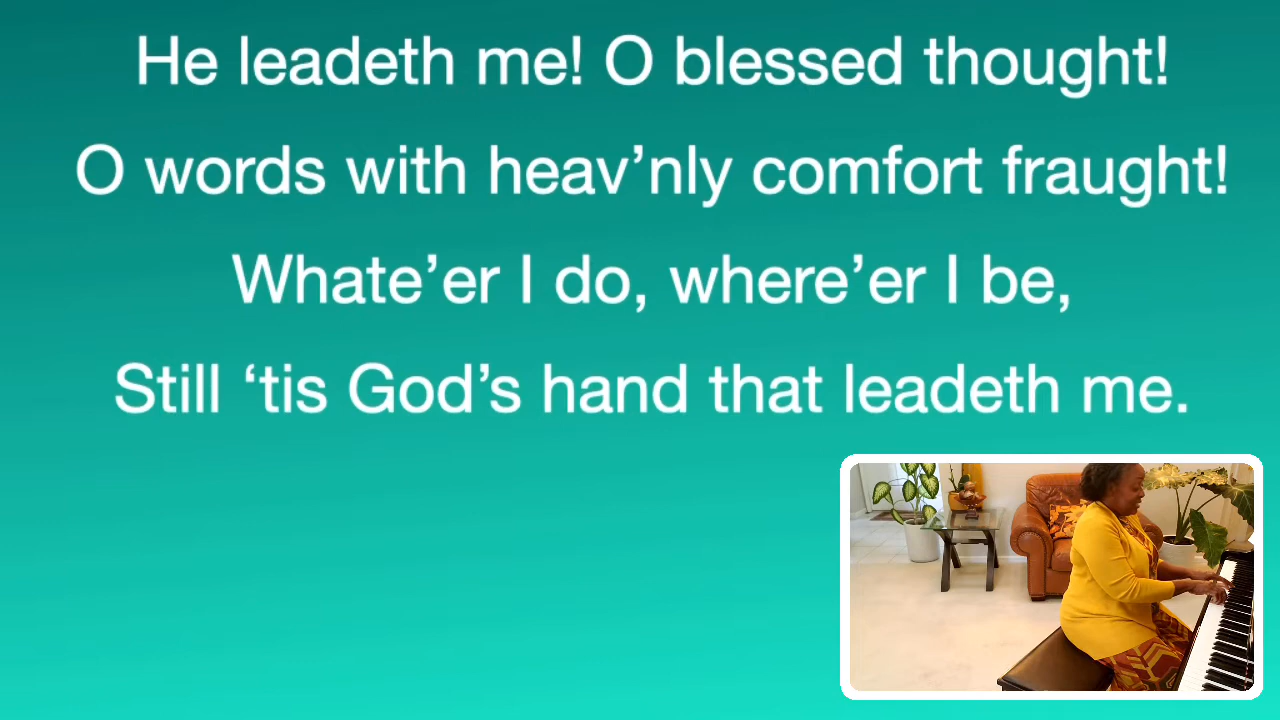 He leadeth me! O blessed thought!
O words with heav’nly comfort fraught!
Whate’er I do, where’er I be,
Still ‘tis God’s hand that leadeth me.